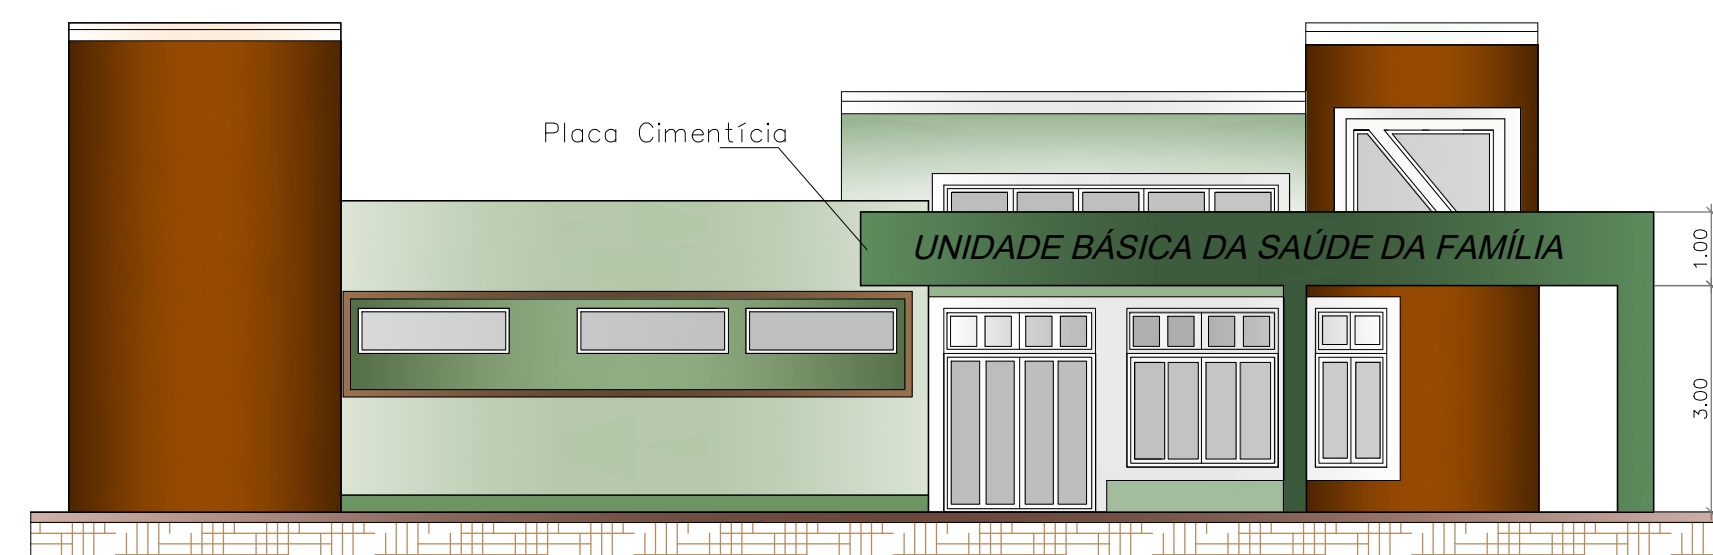 Placa Cimentícia
UNIDADE BÁSICA DA SAÚDE DA FAMÍLIA
1.00
3.00